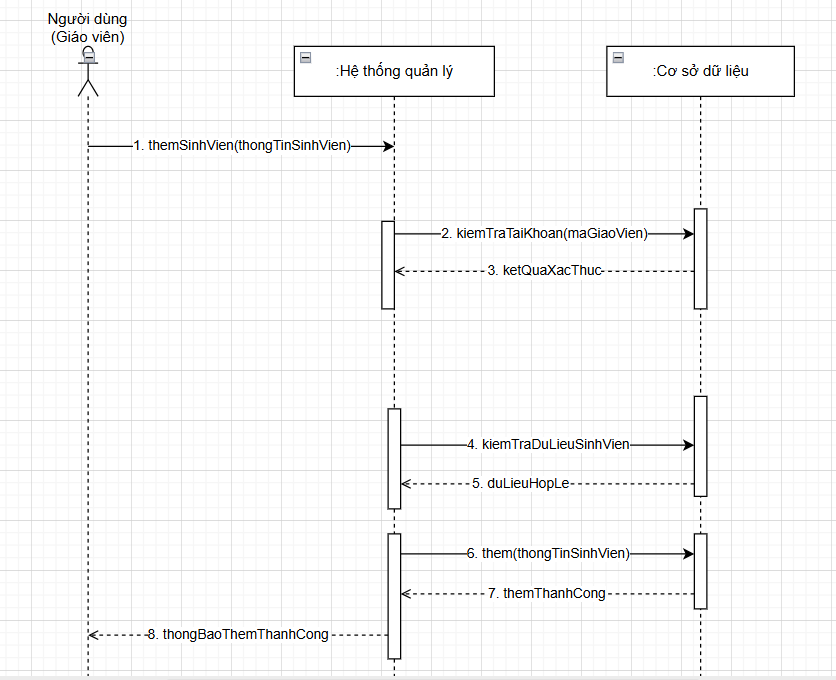 Người dùng
(Giáo viên)
:Hệ thống quản lý
:Cơ sở dữ liệu
1. themSinhVien(thongTinSinhVien)
2. kiemTraTaiKhoan(maGiaoVien)
3. ketQuaXacThuc
4. kiemTraDuLieuSinhVien
5. duLieuHopLe
6. them(thongTinSinhVien)
7. themThanhCong
8. thongBaoThemThanhCong